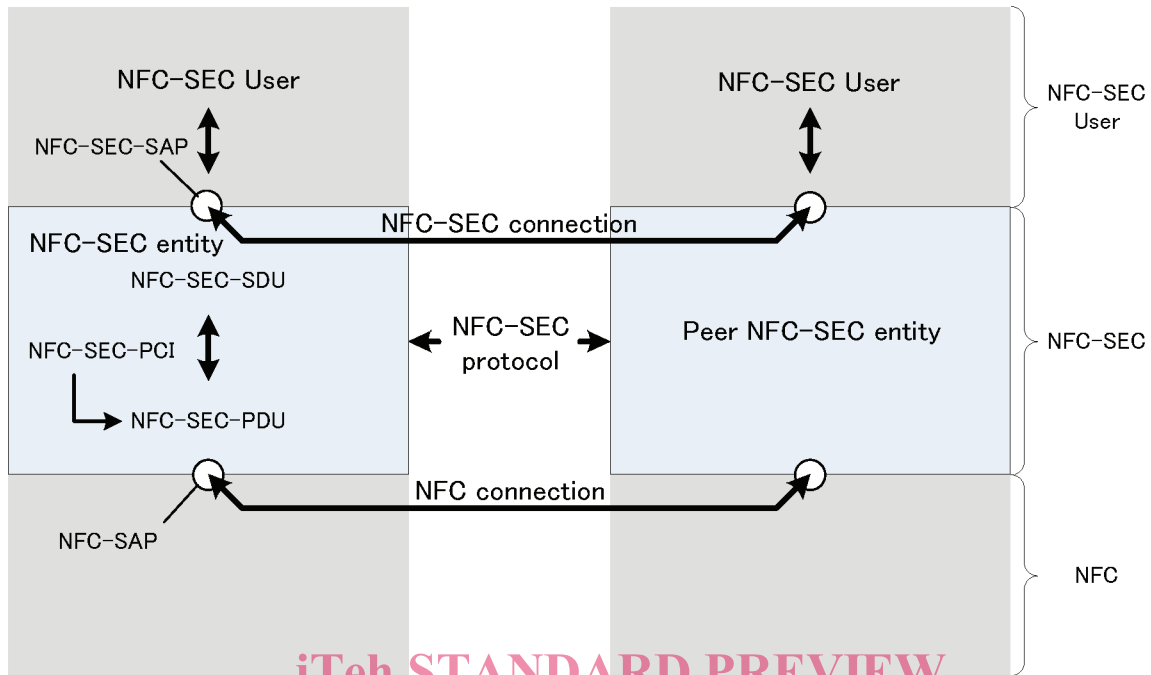 NFC-SEC User
NFC-SEC User
NFC-SEC
User
NFC-SEC-SAP
NFC-SEC connection
NFC-SEC entity
NFC-SEC-SDU
NFC-SEC-PCI
NFC-SEC-PDU
NFC-SEC
protocol
Peer NFC-SEC entity
NFC-SEC
NFC connection
NFC-SAP
NFC
iTeh STANDARD PREVIEW